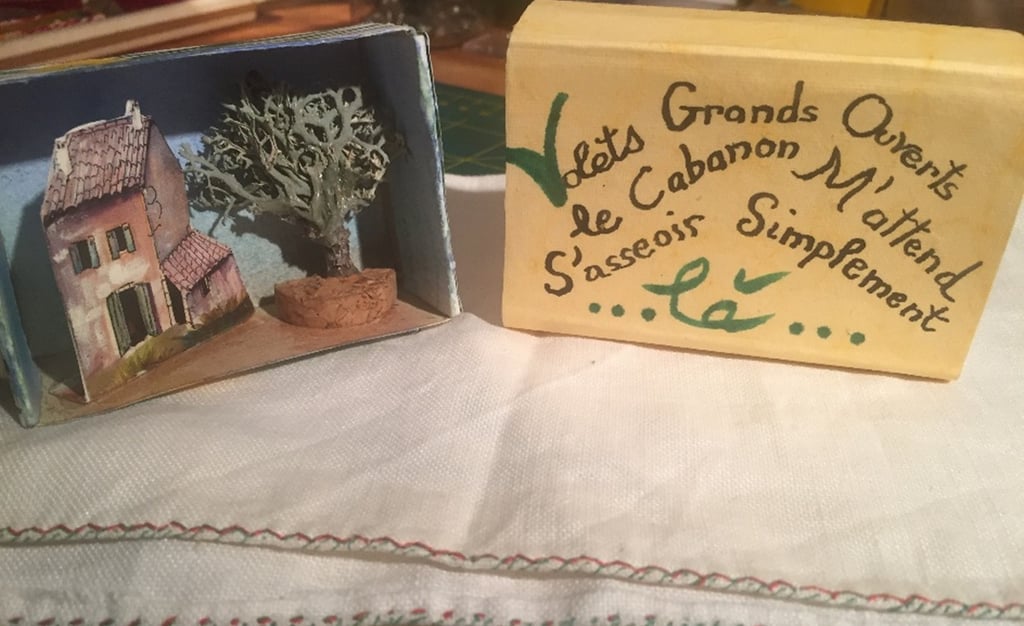 Volets Grands Ouverts
le Cabanon M'attend
S'asseoir Simplement
...là...